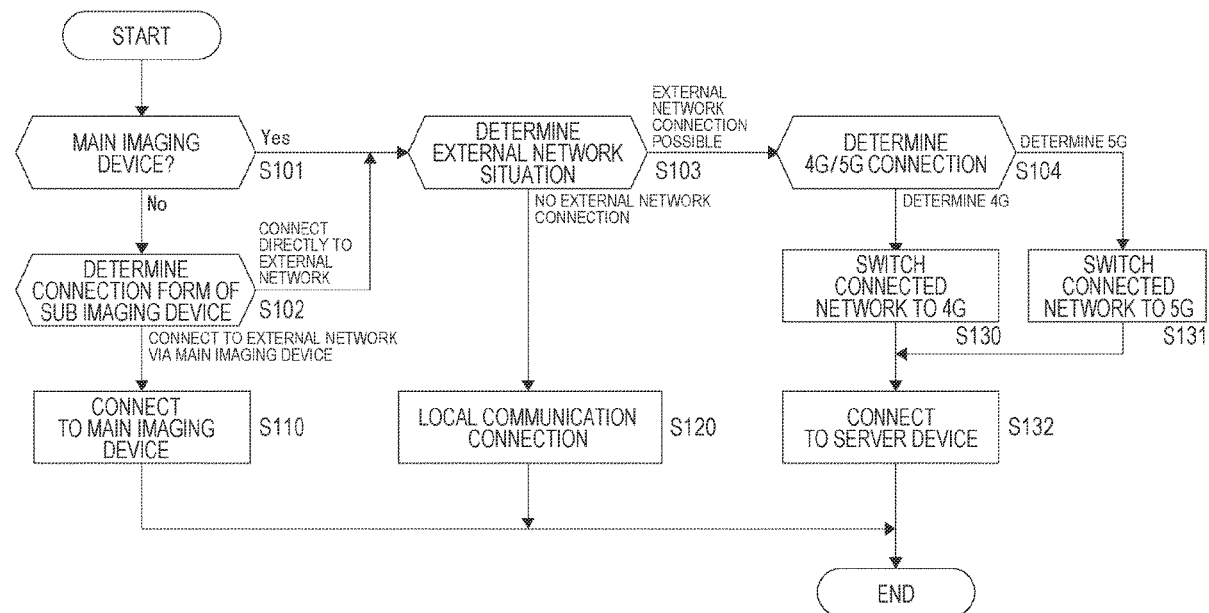 START
MAIN IMAGING
DEVICE?
Yes
S101
No
DETERMINE
CONNECTION FORM OF
SUB IMAGING DEVICE
S102
CONNECT
DIRECTLY TO
EXTERNAL
NETWORK
CONNECT TO EXTERNAL NETWORK
VIA MAIN IMAGING DEVICE
CONNECT
TO MAIN IMAGING
DEVICE
S110
DETERMINE
EXTERNAL NETWORK
SITUATION
S103
EXTERNAL
NETWORK
CONNECTION
POSSIBLE
NO EXTERNAL NETWORK
CONNECTION
LOCAL COMMUNICATION
CONNECTION
S120
DETERMINE
4G/5G CONNECTION
S104
DETERMINE 5G
DETERMINE 4G
SWITCH
CONNECTED
NETWORK TO 4G
S130
SWITCH
CONNECTED
NETWORK TO 5G
S131
CONNECT
TO SERVER DEVICE
S132
END